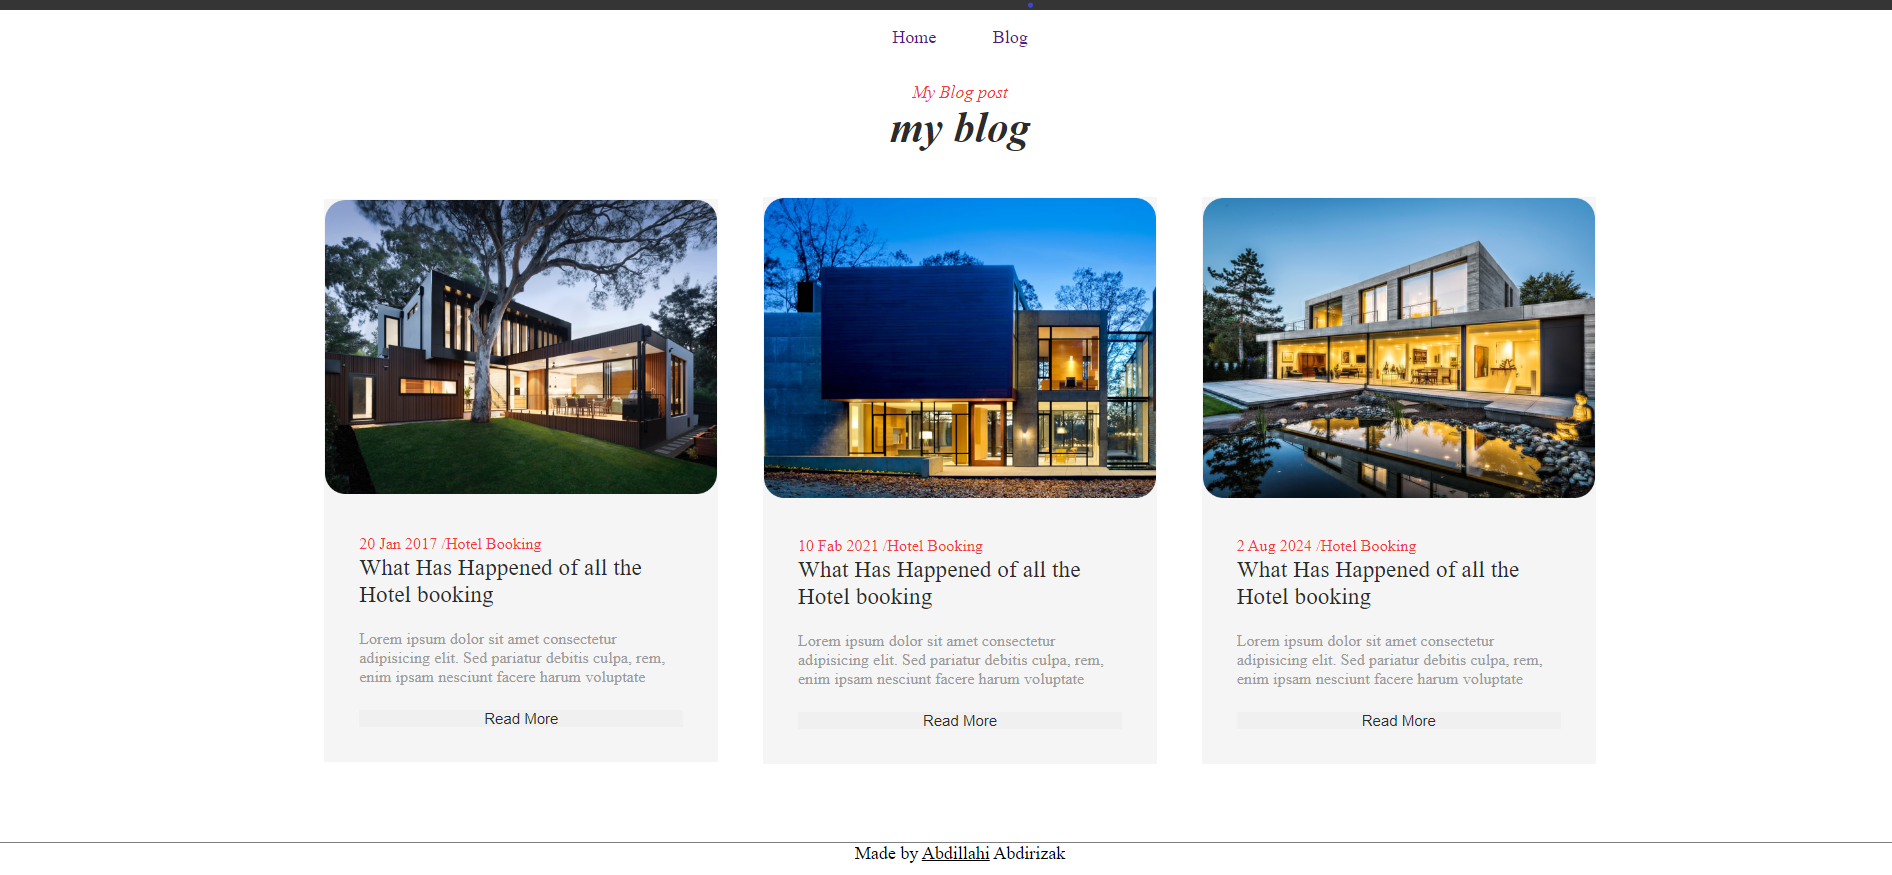 Home Blog
My Blog post
my blog
20 Jan 2017 /Hotel Booking
What Has Happened of all the
Hotel booking
Lorem ipsum dolor sit amet consectetur
adipisicing elit. Sed pariatur debitis culpa, rem,
enim ipsam nesciunt facere harum voluptate
Read More
10 Fab 2021 /Hotel Booking
What Has Happened of all the
Hotel booking
Lorem ipsum dolor sit amet consectetur
adipisicing elit. Sed pariatur debitis culpa, rem,
enim ipsam nesciunt facere harum voluptate
Read More
2 Aug 2024 /Hotel Booking
What Has Happened of all the
Hotel booking
Lorem ipsum dolor sit amet consectetur
adipisicing elit. Sed pariatur debitis culpa, rem,
enim ipsam nesciunt facere harum voluptate
Read More
Made by Abdillahi Abdirizak